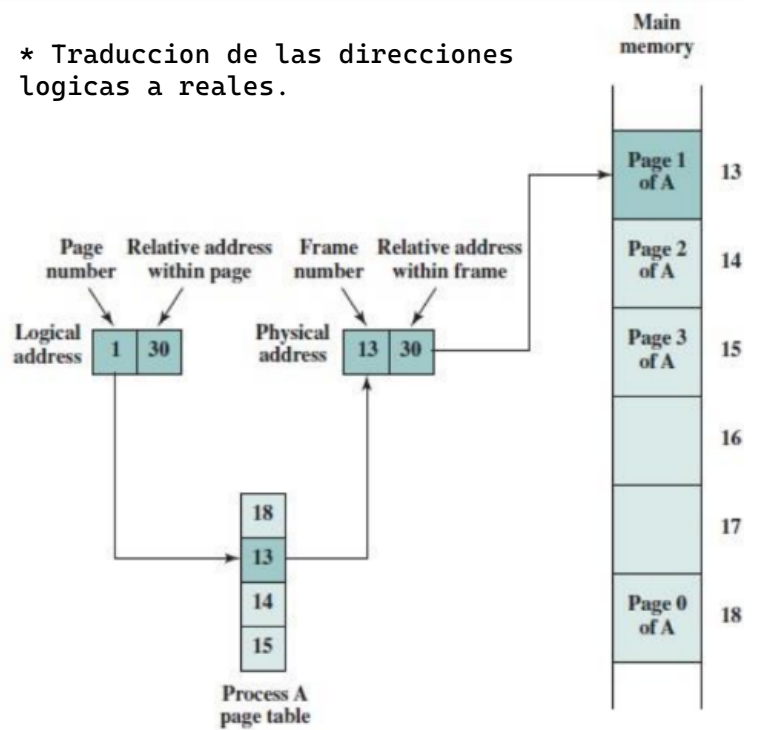 * Traduccion de las direcciones
logicas a reales.
Main
memory
Page 1
of A
13
Page 2
of A
14
Page 3
of A
15
16
17
Page 0
of A
18
Page
number
Relative address
within page
Frame
number
Relative address
within frame
Logical
address
1
30
Physical
address
13
30
18
13
14
15
Process A
page table